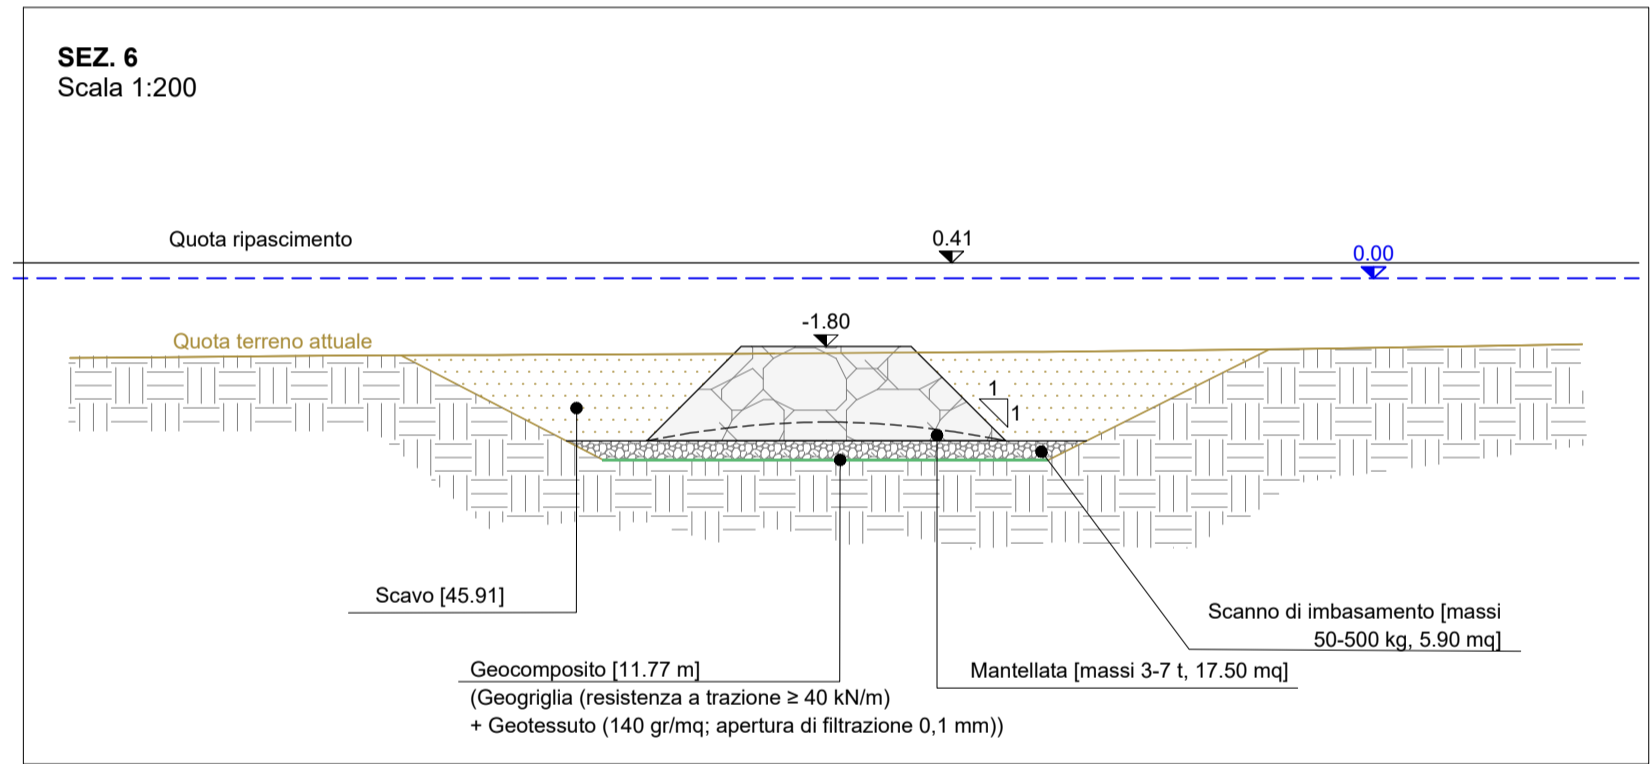 SEZ. 6
Scala 1:200
Quota ripascimento
0.41
0.00
-1.80
Quota terreno attuale
1
1
Scavo [45.91]
Scanno di imbasamento [massi
50-500 kg, 5.90 mq]
Geocomposito [11.77 m]
(Geogriglia (resistenza a trazione ≥ 40 kN/m)
+ Geotessuto (140 gr/mq; apertura di filtrazione 0,1 mm))
Mantellata [massi 3-7 t, 17.50 mq]